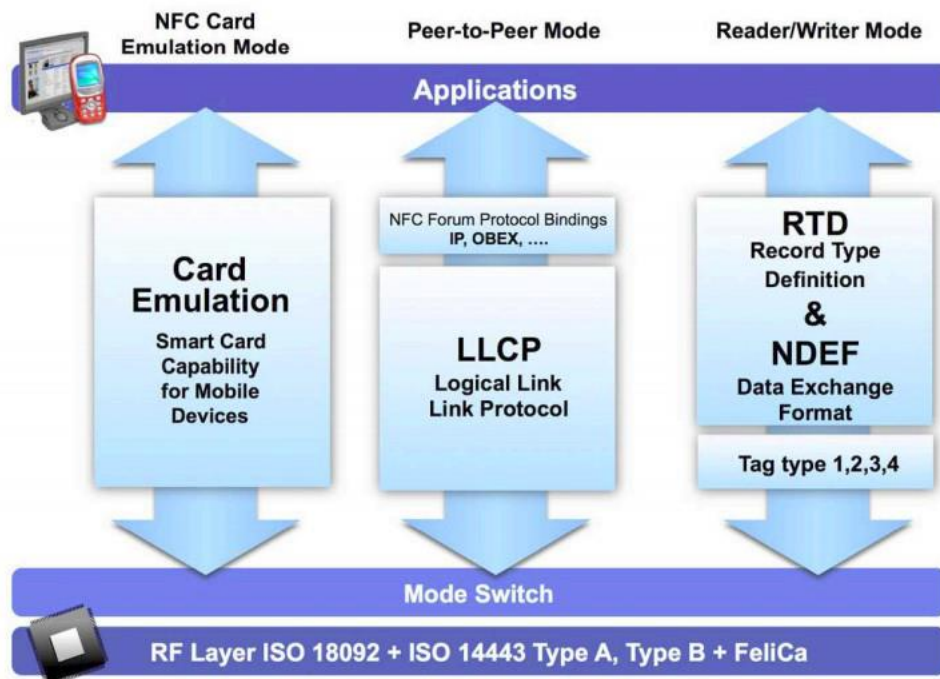 NFC Card
Emulation Mode
Peer-to-Peer Mode
Reader/Writer Mode
Applications
Card
Emulation
Smart Card
Capability
for Mobile
Devices
NFC Forum Protocol Bindings
IP, OBEX, ....
LLCP
Logical Link
Link Protocol
RTD
Record Type
Definition
&
NDEF
Data Exchange
Format
Tag type 1,2,3,4
Mode Switch
RF Layer ISO 18092 + ISO 14443 Type A, Type B + FeliCa